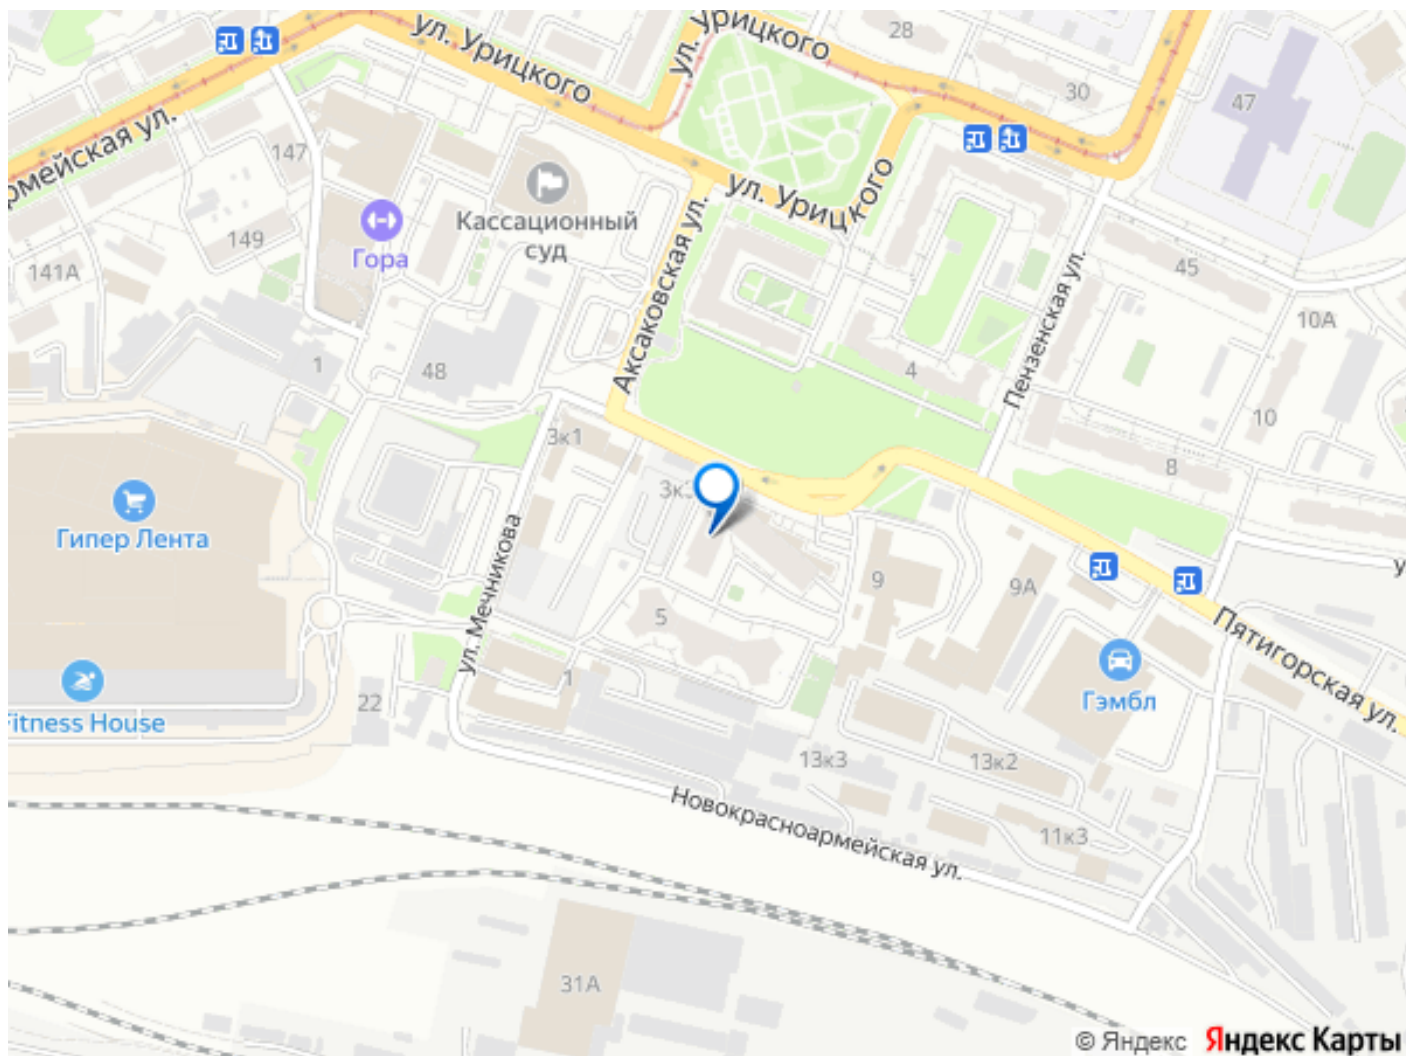 ул. Урицкого
ул. Урицкого
28
30
47
рмейская ул.
147
Кассационный
суд
ул. Урицкого
149
Гора
141А
Аксаковская ул.
Пензенская ул.
45
10А
1
48
4
10
3к1
8
3к
Гипер Лента
ул. Мечникова
9
9А
у
5
Пятигорская ул.
1
22
Гэмбл
Fitness House
13к3
13к2
Новокрасноармейская ул.
11к3
31А
© Яндекс Яндекс Карты